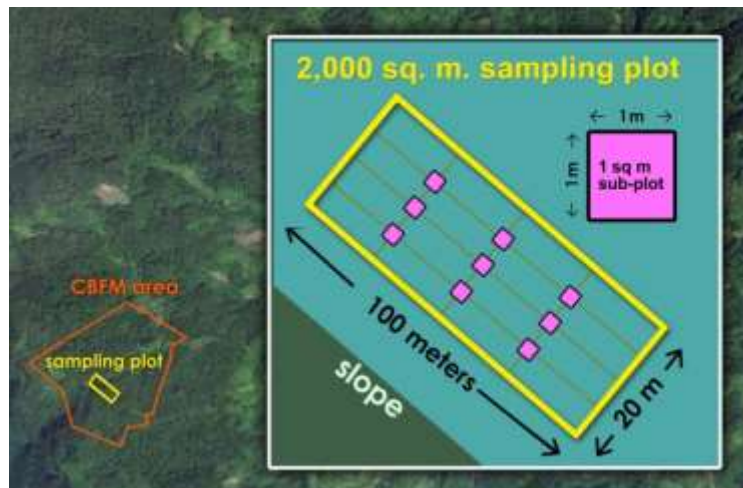 2,000 sq. m. sampling plot
← 1m →
1m
1 sq m
sub-plot
CBFM area
sampling plot
100 meters
20 m
slope